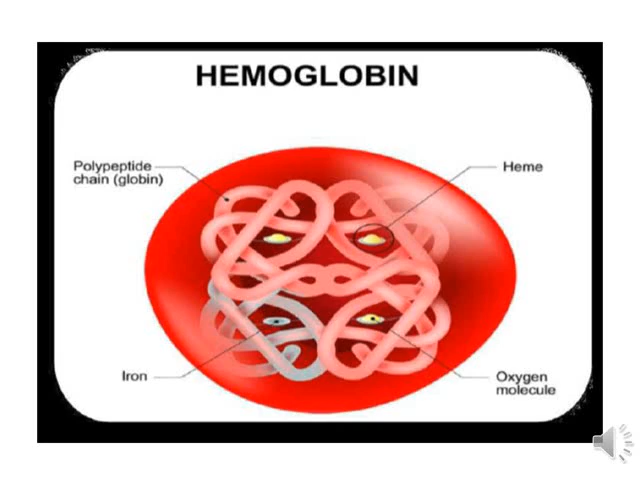 HEMOGLOBIN
Polypeptide
chain (globin)
Heme
Iron
Oxygen
molecule